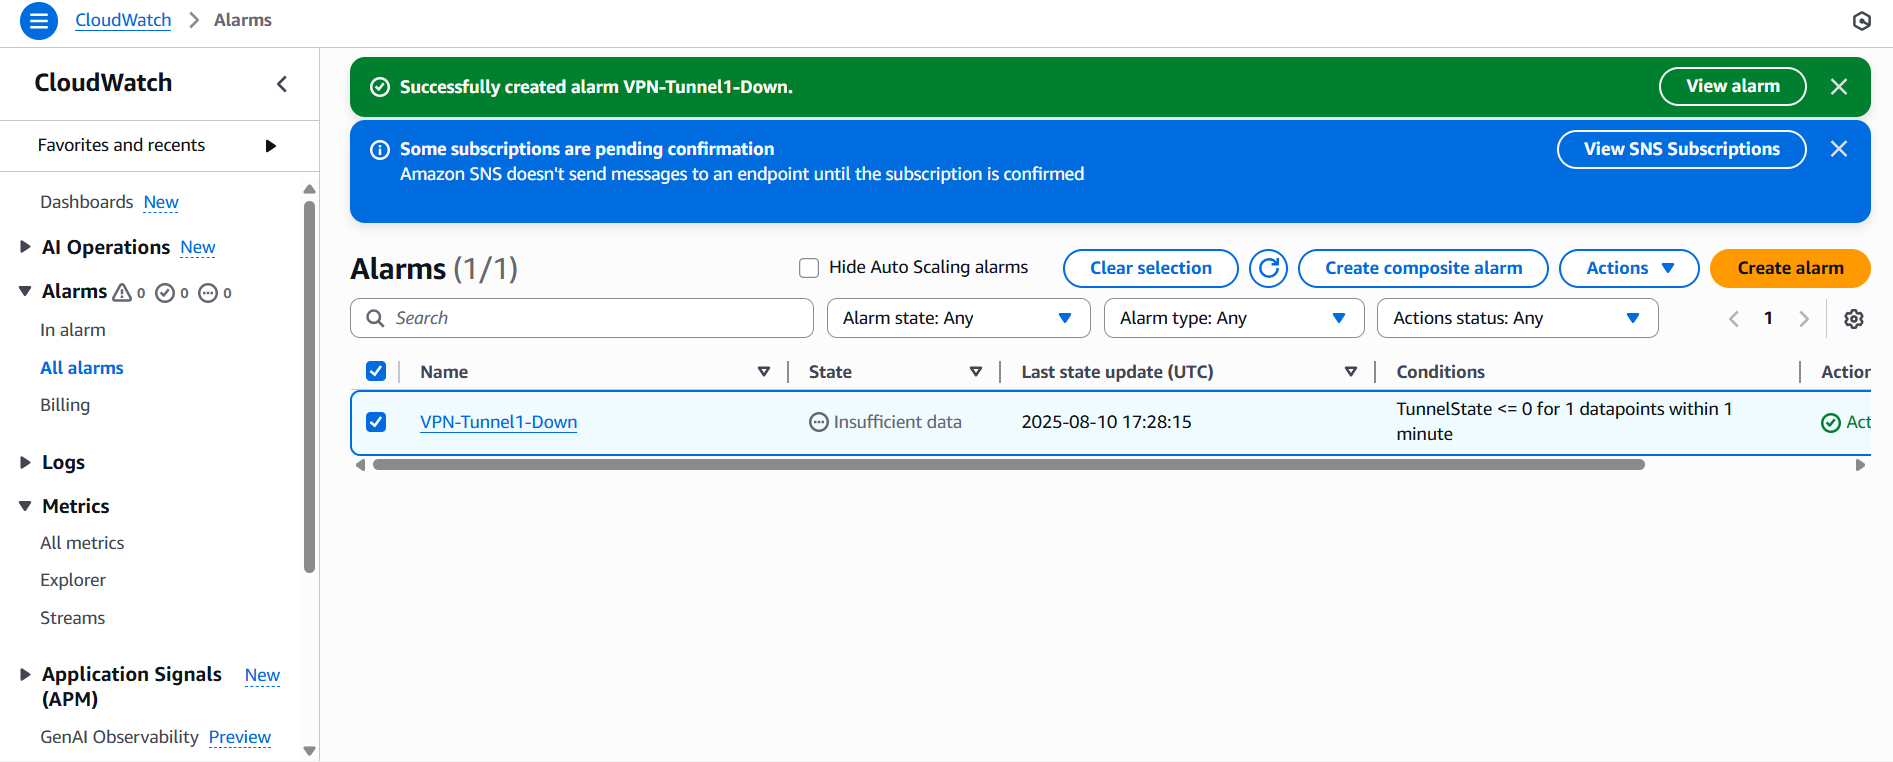 CloudWatch > Alarms
CloudWatch
Favorites and recents
Dashboards New
AI Operations New
Alarms 0 0 0
In alarm
All alarms
Billing
Logs
Metrics
All metrics
Explorer
Streams
Application Signals New
(APM)
GenAI Observability Preview
Successfully created alarm VPN-Tunnel1-Down.
View alarm
Some subscriptions are pending confirmation
Amazon SNS doesn't send messages to an endpoint until the subscription is confirmed
View SNS Subscriptions
Alarms (1/1)
Hide Auto Scaling alarms
Clear selection
Create composite alarm
Actions
Create alarm
Search
Alarm state: Any
Alarm type: Any
Actions status: Any
1
Name State Last state update (UTC) Conditions Action
VPN-Tunnel1-Down Insufficient data 2025-08-10 17:28:15 TunnelState <= 0 for 1 datapoints within 1
minute
Act